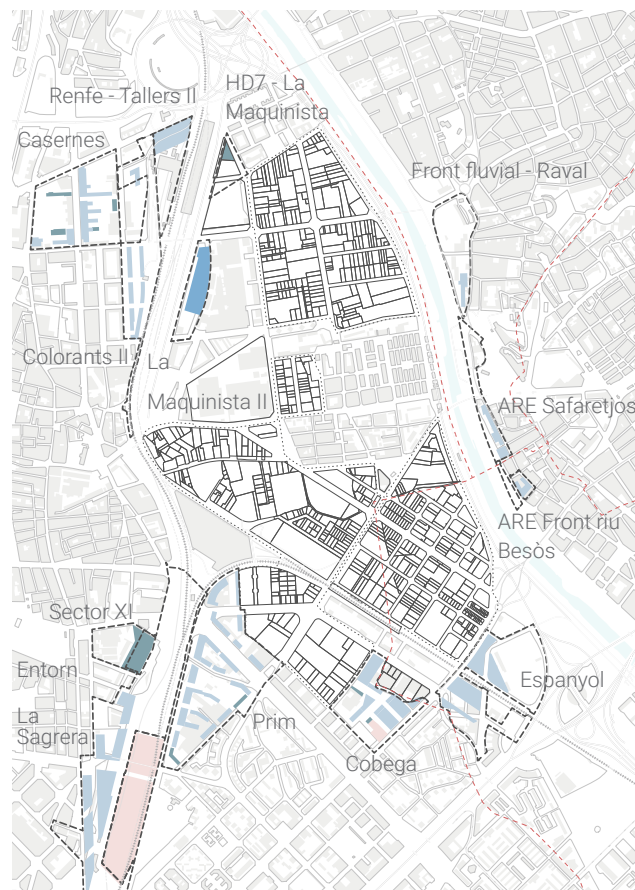 Renfe - Tallers II
HD7 - La
Maquinista
Casernes
Front fluvial - Raval
Colorants II
La
Maquinista II
ARE Safaretjos
ARE Front riu
Besòs
Sector XI
Entorn
La
Sagrera
Prim
Cobega
Espanyol